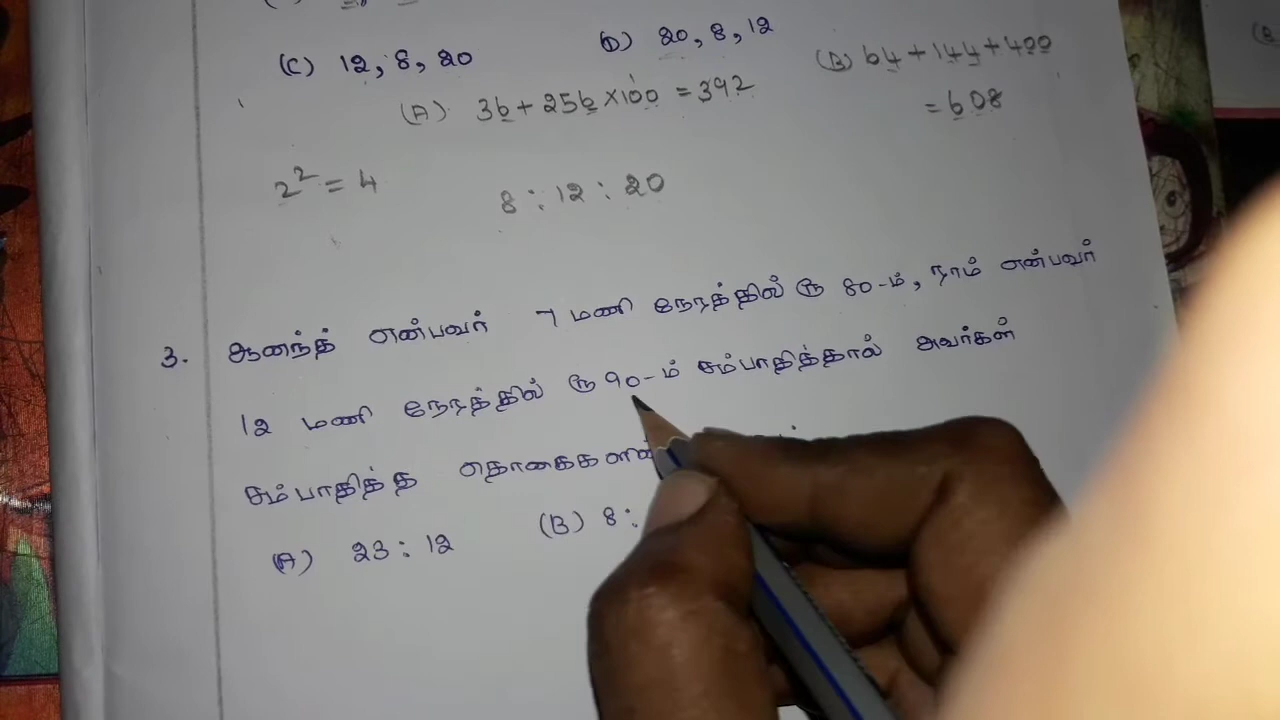 (C) 12, 8, 20
(D) 20, 8, 12
(A) 36 + 256 × 100 = 392
(B) 64 + 144 + 400
= 608
2² = 4
8 : 12 : 20
3. ஆனந்த் என்பவர் 7 மணி நேரத்தில் ரூ 80-ம், நாம் என்பவர்
12 மணி நேரத்தில் ரூ 90-ம் சம்பாதித்தால் அவர்கள்
சம்பாதித்த தொகைகளின்
(A) 23 : 12
(B) 8 :